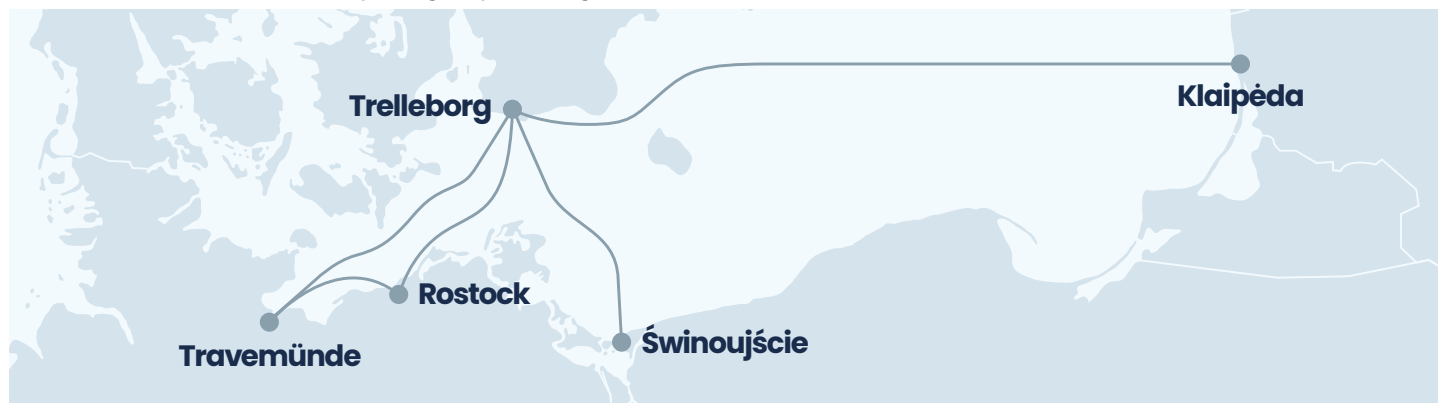 Trelleborg
Klaipėda
Rostock
Świnoujście
Travemünde